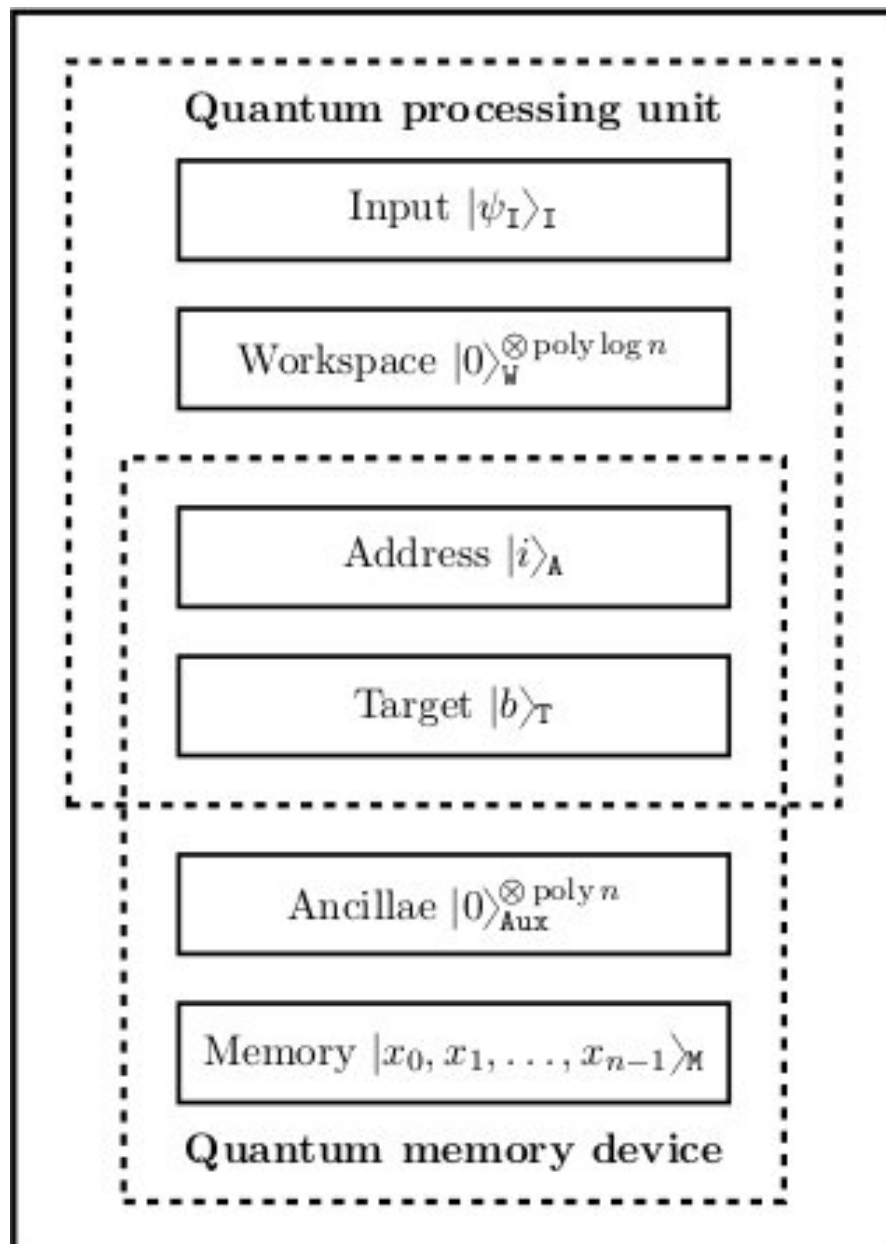 Quantum processing unit
Input |ψ_I⟩_I
Workspace |0⟩_W^{⊗ poly log n}
Address |i⟩_A
Target |b⟩_T
Ancillae |0⟩_Aux^{⊗ poly n}
Memory |x_0, x_1, . . . , x_{n−1}⟩_M
Quantum memory device